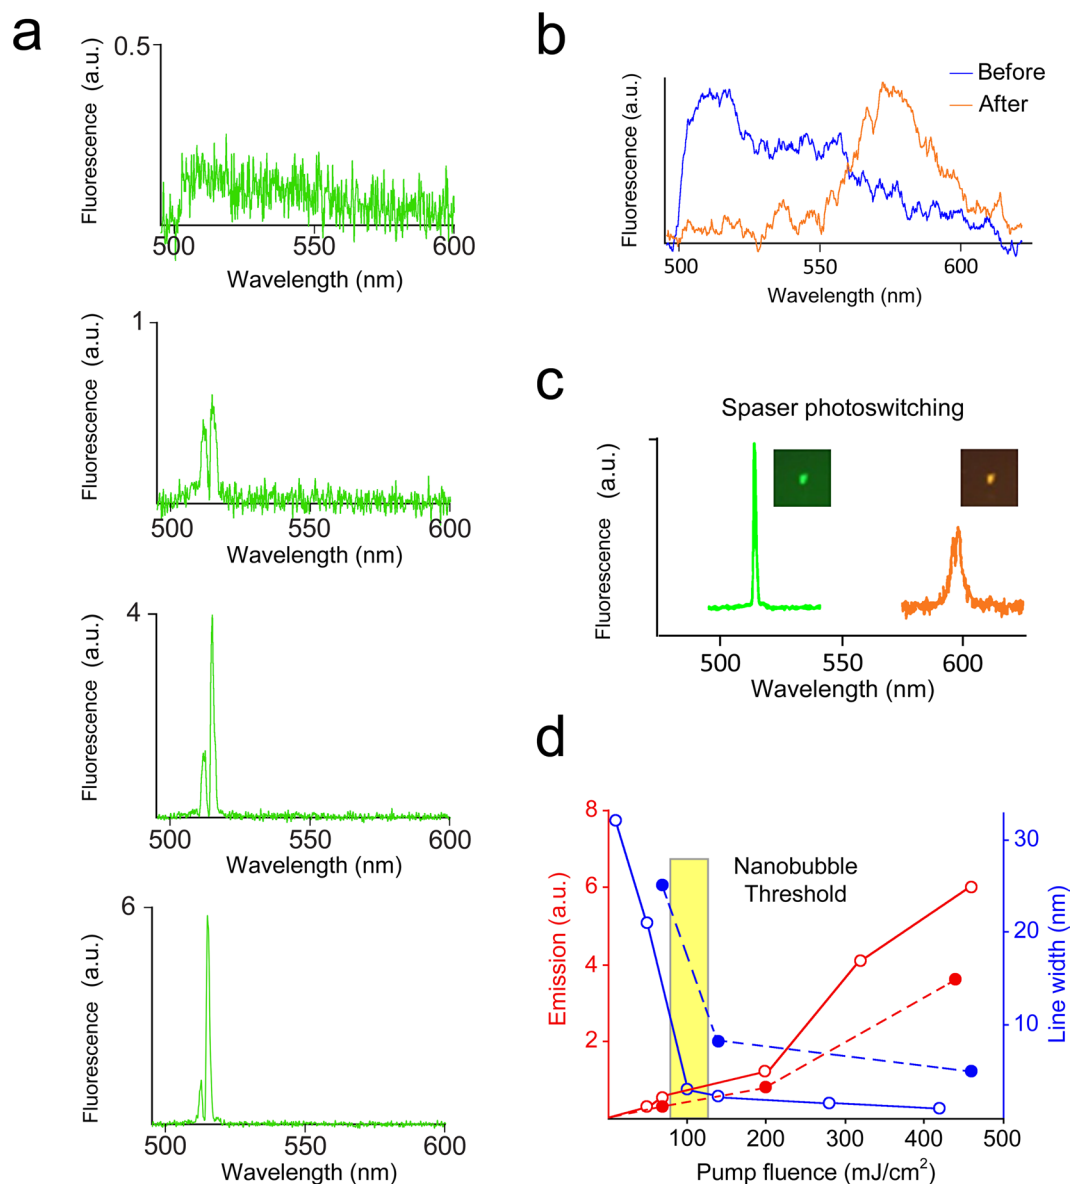 a
0.5
Fluorescence (a.u.)
500 550 600
Wavelength (nm)
1
Fluorescence (a.u.)
500 550 600
Wavelength (nm)
4
Fluorescence (a.u.)
500 550 600
Wavelength (nm)
6
Fluorescence (a.u.)
500 550 600
Wavelength (nm)
b
Before
After
Fluorescence (a.u.)
500 550 600
Wavelength (nm)
c
Spaser photoswitching
Fluorescence (a.u.)
500 550 600
Wavelength (nm)
d
Nanobubble
Threshold
8
6
4
2
Emission (a.u.)
30
20
10
Line width (nm)
100 200 300 400 500
Pump fluence (mJ/cm²)